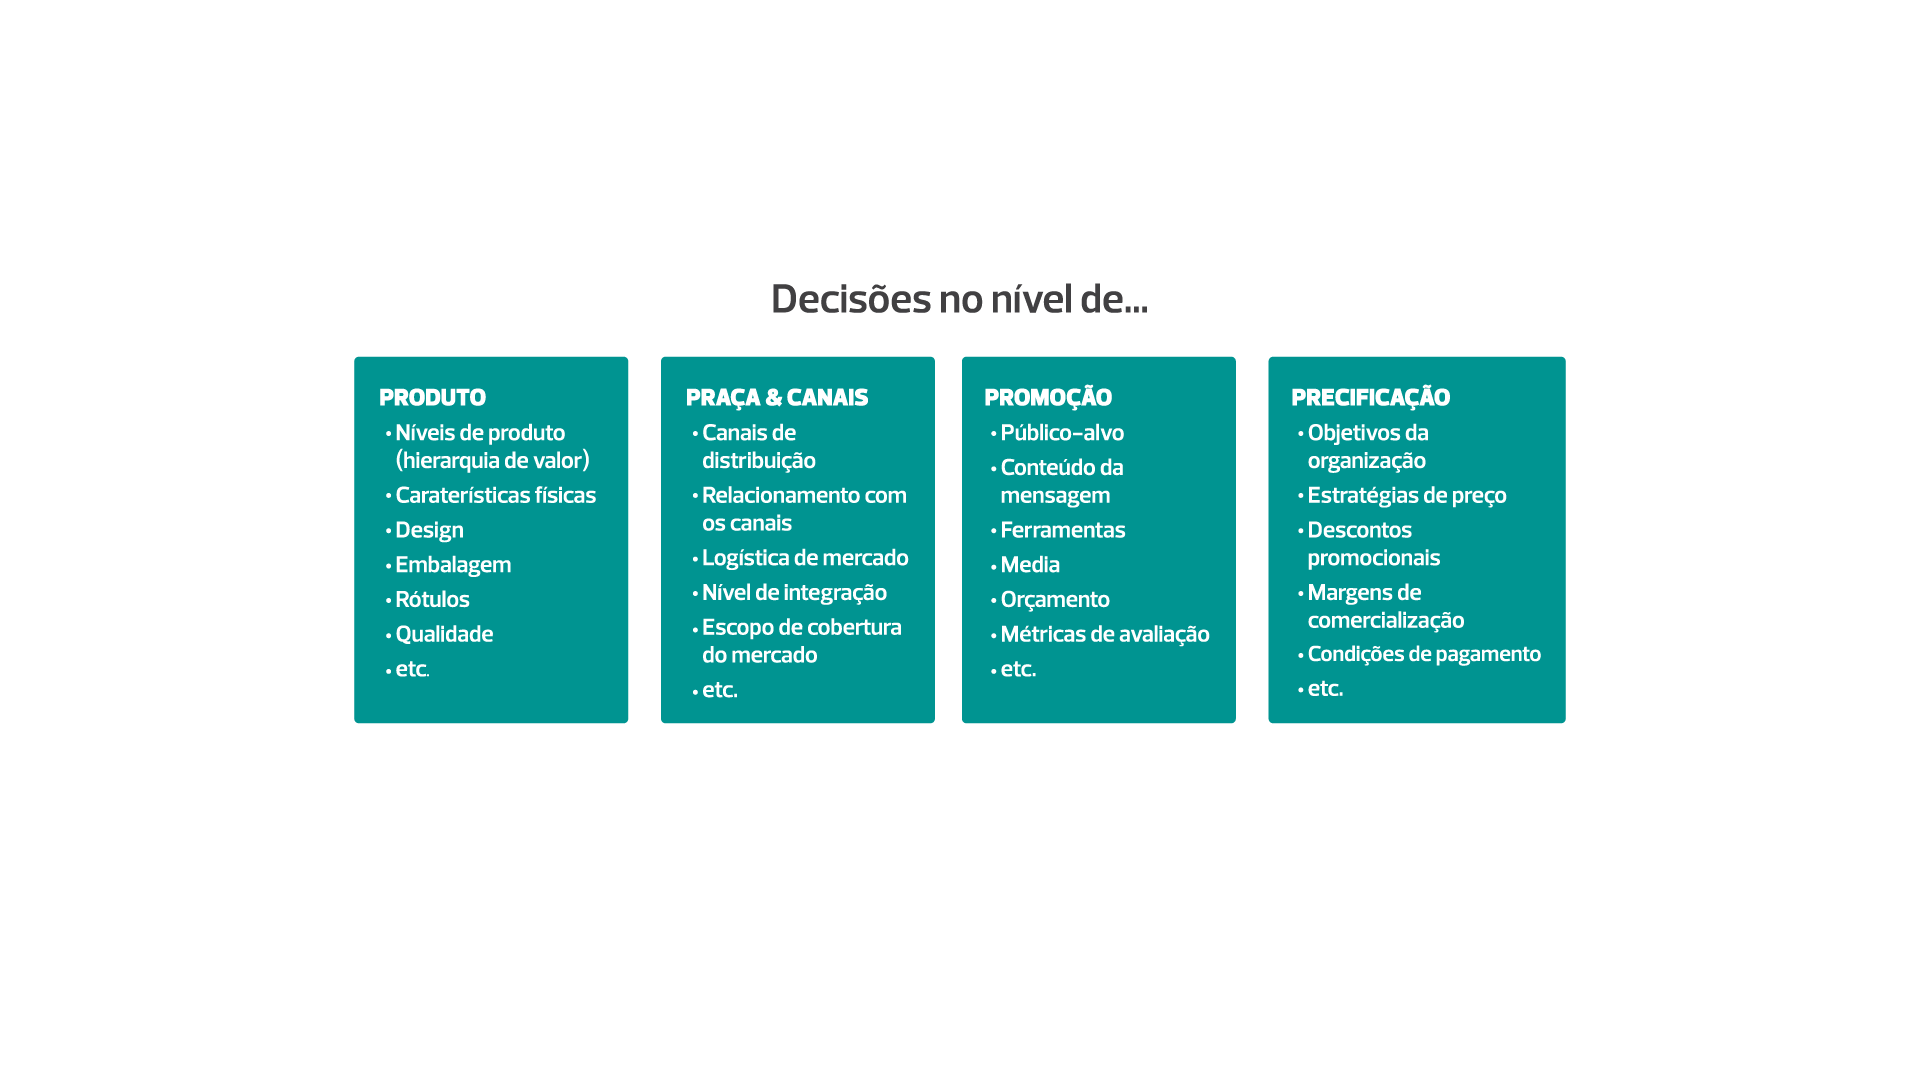 Decisões no nível de...
PRODUTO
• Níveis de produto
(hierarquia de valor)
• Caraterísticas físicas
• Design
• Embalagem
• Rótulos
• Qualidade
• etc.
PRAÇA & CANAIS
• Canais de
distribuição
• Relacionamento com
os canais
• Logística de mercado
• Nível de integração
• Escopo de cobertura
do mercado
• etc.
PROMOÇÃO
• Público-alvo
• Conteúdo da
mensagem
• Ferramentas
• Media
• Orçamento
• Métricas de avaliação
• etc.
PRECIFICAÇÃO
• Objetivos da
organização
• Estratégias de preço
• Descontos
promocionais
• Margens de
comercialização
• Condições de pagamento
• etc.